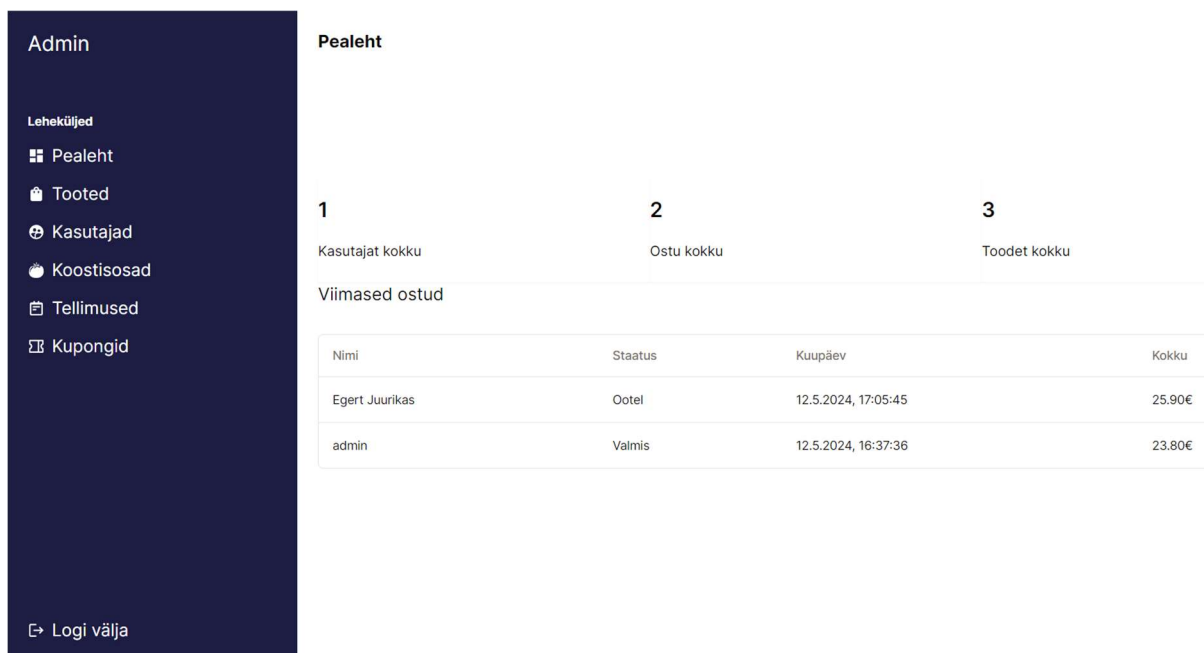 Admin
Leheküljed
Pealeht
Tooted
Kasutajad
Koostisosad
Tellimused
Kupongid
Logi välja
Pealeht
1 2 3
Kasutajat kokku Ostu kokku Toodet kokku
Viimased ostud
Nimi Staatus Kuupäev Kokku
Egert Juurikas Ootel 12.5.2024, 17:05:45 25.90€
admin Valmis 12.5.2024, 16:37:36 23.80€